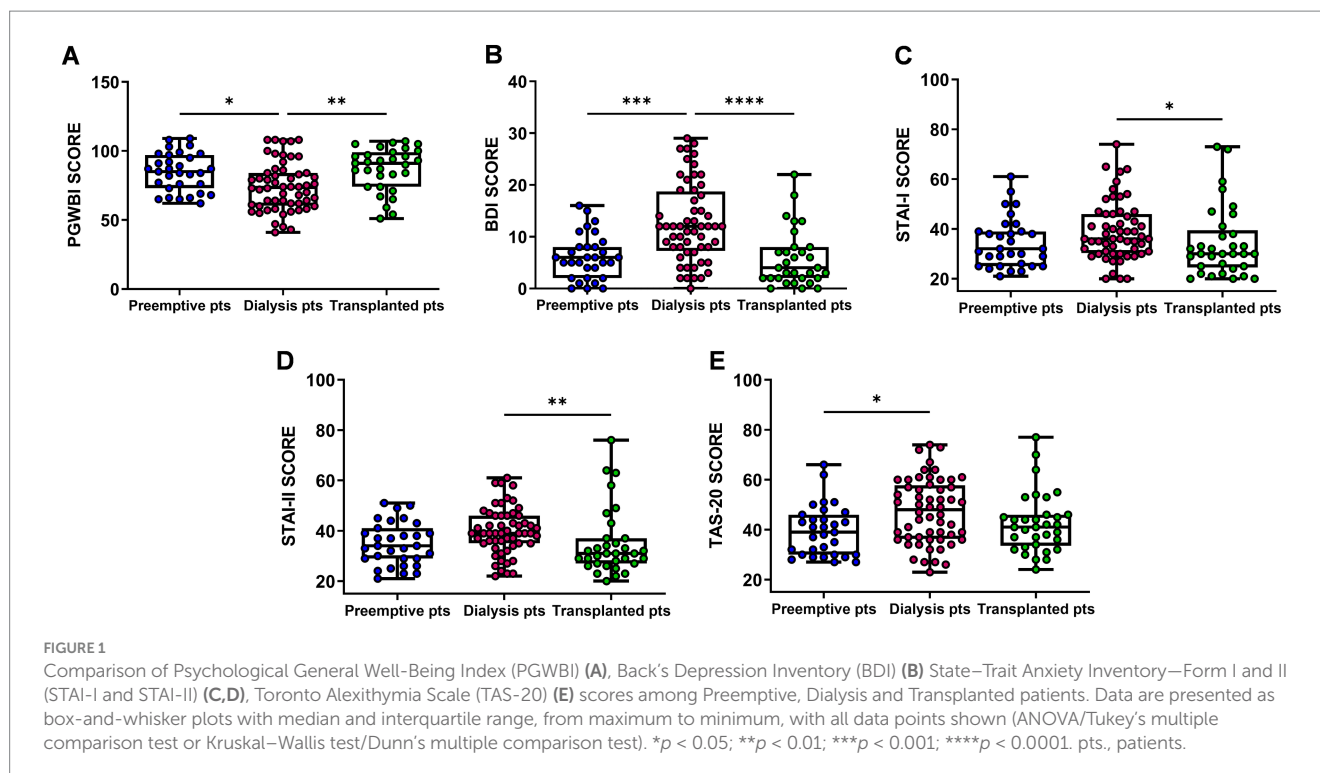 A
B
C
PGWBI SCORE
150
100
50
0
* **
Preemptive pts Dialysis pts Transplanted pts
BDI SCORE
40
30
20
10
0
*** ****
Preemptive pts Dialysis pts Transplanted pts
STAI-I SCORE
100
80
60
40
20
*
Preemptive pts Dialysis pts Transplanted pts
D
E
STAI-II SCORE
100
80
60
40
20
**
Preemptive pts Dialysis pts Transplanted pts
TAS-20 SCORE
100
80
60
40
20
*
Preemptive pts Dialysis pts Transplanted pts
FIGURE 1
Comparison of Psychological General Well-Being Index (PGWBI) (A), Back's Depression Inventory (BDI) (B) State–Trait Anxiety Inventory—Form I and II
(STAI-I and STAI-II) (C,D), Toronto Alexithymia Scale (TAS-20) (E) scores among Preemptive, Dialysis and Transplanted patients. Data are presented as
box-and-whisker plots with median and interquartile range, from maximum to minimum, with all data points shown (ANOVA/Tukey's multiple
comparison test or Kruskal–Wallis test/Dunn's multiple comparison test). *p < 0.05; **p < 0.01; ***p < 0.001; ****p < 0.0001. pts., patients.